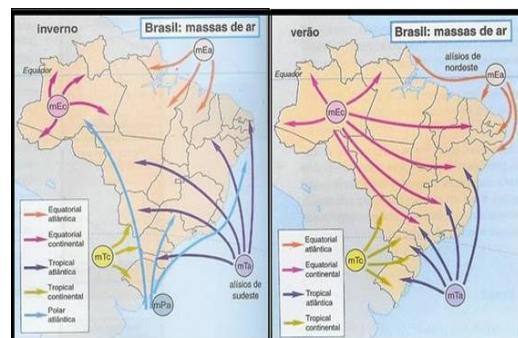 inverno
Brasil: massas de ar
mEa
Equador
mEc
Equatorial
atlântica
Equatorial
continental
Tropical
atlântica
Tropical
continental
Polar
atlântica
mTc
mTa
alísios de
sudeste
mPa
verão
Brasil: massas de ar
alísios de
nordeste
mEa
Equador
mEc
Equatorial
atlântica
Equatorial
continental
Tropical
atlântica
Tropical
continental
mTc
mTa